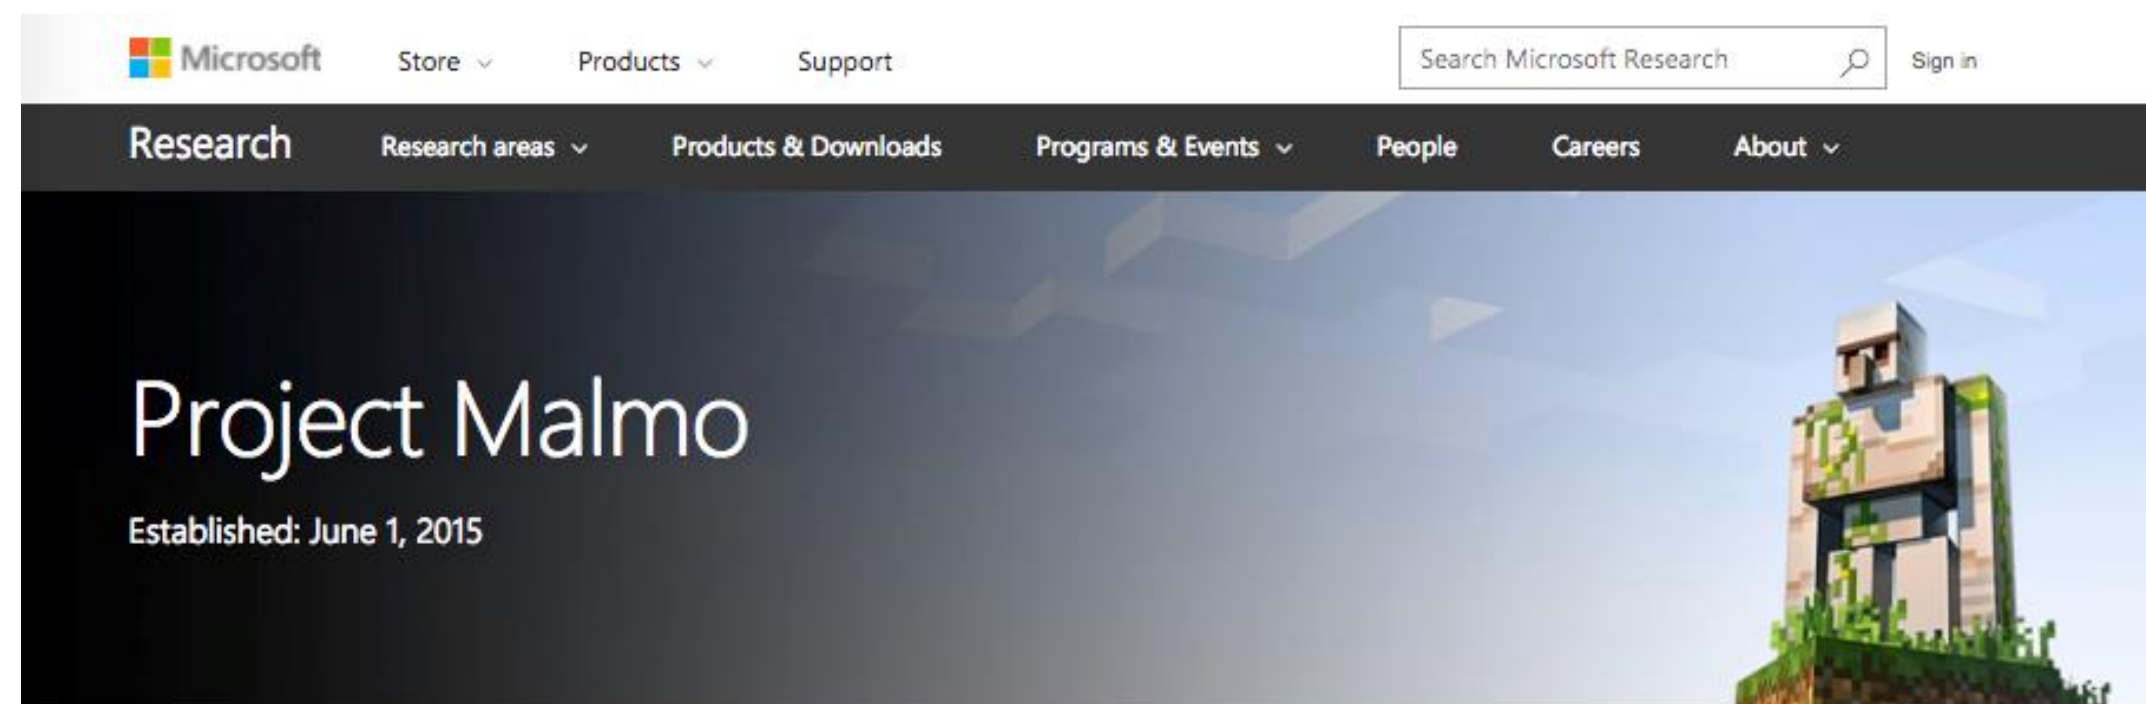 Microsoft Store Products Support Search Microsoft Research Sign in
Research Research areas Products & Downloads Programs & Events People Careers About
Project Malmo
Established: June 1, 2015